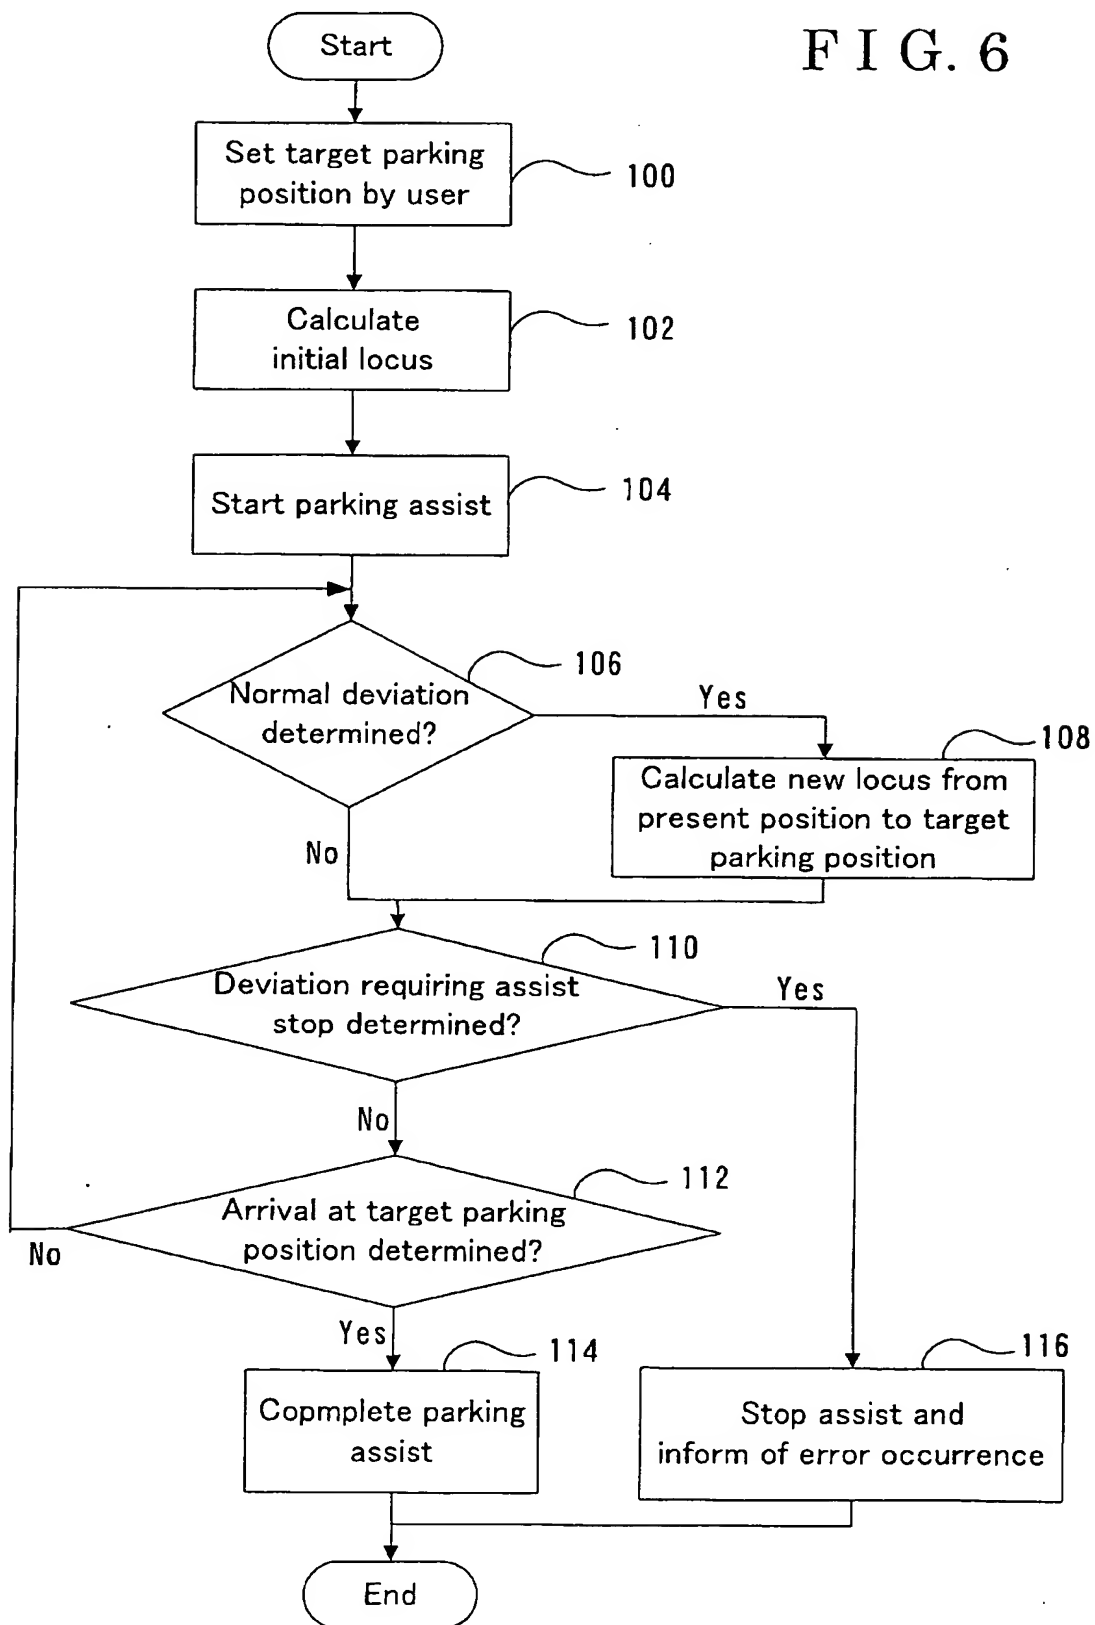 Start
F I G. 6
Set target parking
position by user
100
Calculate
initial locus
102
Start parking assist
104
Normal deviation
determined?
106
Yes
108
Calculate new locus from
present position to target
parking position
No
110
Deviation requiring assist
stop determined?
Yes
No
112
Arrival at target parking
position determined?
No
Yes
114
116
Copmplete parking
assist
Stop assist and
inform of error occurrence
End